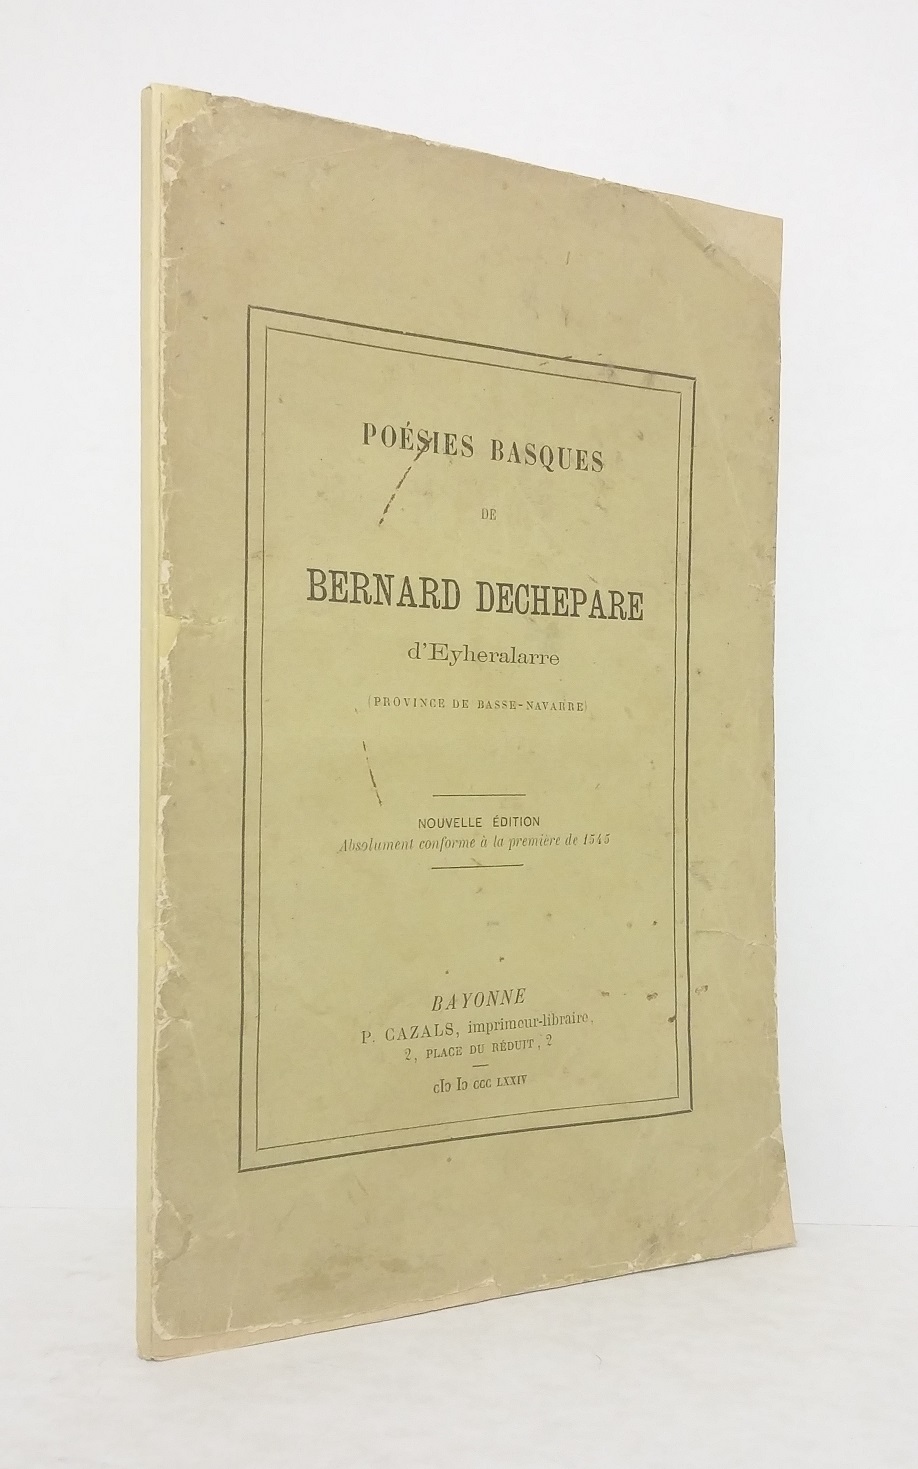 POÉSIES BASQUES
DE
BERNARD DECHEPARE
d'Eyheralarre
(PROVINCE DE BASSE-NAVARRE)
NOUVELLE ÉDITION
Absolument conforme à la première de 1545
BAYONNE
P. CAZALS, imprimeur-libraire,
2, PLACE DU RÉDUIT, 2
cIɔ Iɔ CCC LXXIV